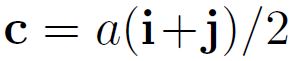 c = a(i+j)/2